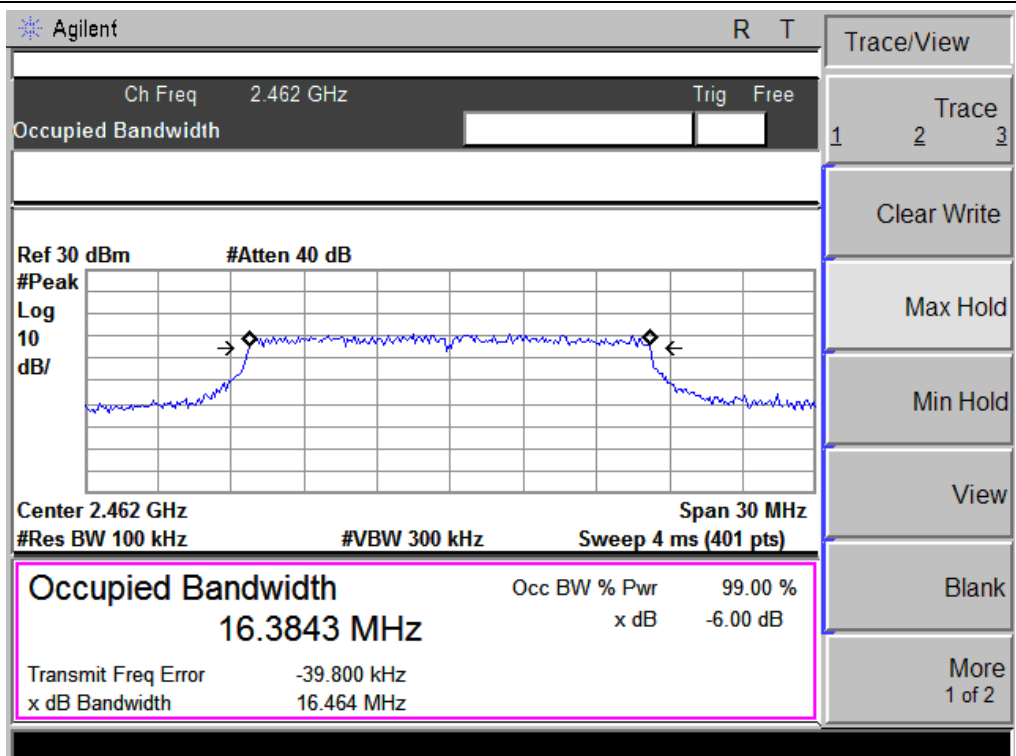 Agilent R T
Ch Freq 2.462 GHz Trig Free
Occupied Bandwidth
Ref 30 dBm #Atten 40 dB
#Peak
Log
10
dB/
Center 2.462 GHz Span 30 MHz
#Res BW 100 kHz #VBW 300 kHz Sweep 4 ms (401 pts)
Occupied Bandwidth Occ BW % Pwr 99.00 %
16.3843 MHz x dB -6.00 dB
Transmit Freq Error -39.800 kHz
x dB Bandwidth 16.464 MHz
Trace/View
Trace
1 2 3
Clear Write
Max Hold
Min Hold
View
Blank
More
1 of 2